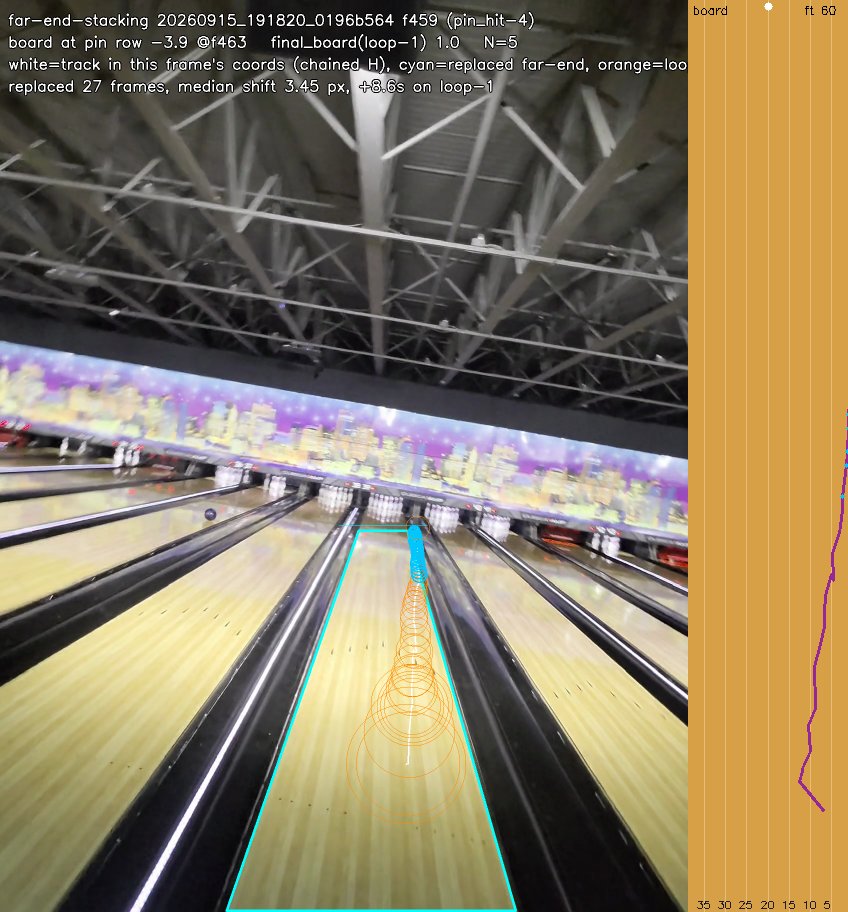 far-end-stacking 20260915_191820_0196b564 f459 (pin_hit-4)
board at pin row -3.9 @f463 final_board(loop-1) 1.0 N=5
white=track in this frame's coords (chained H), cyan=replaced far-end, orange=loo
replaced 27 frames, median shift 3.45 px, +8.6s on loop-1
board ft 60
35 30 25 20 15 10 5